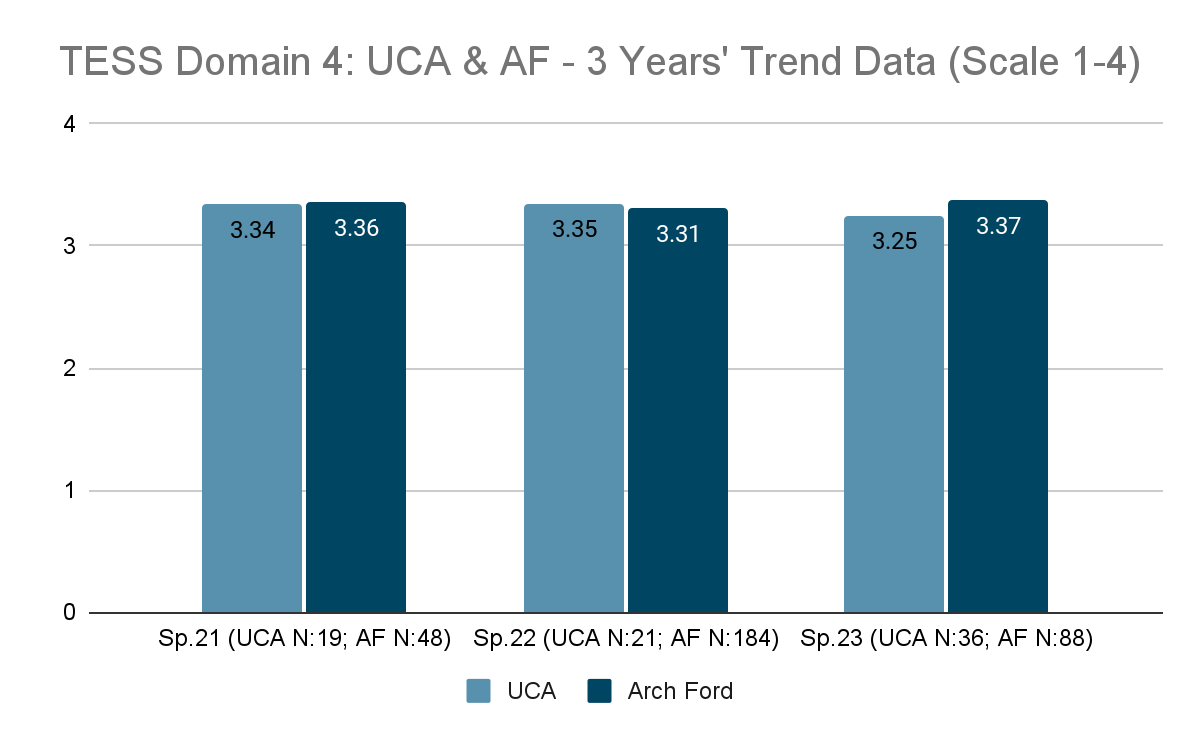 TESS Domain 4: UCA & AF - 3 Years' Trend Data (Scale 1-4)
4
3
2
1
0
3.34
3.36
3.35
3.31
3.25
3.37
Sp.21 (UCA N:19; AF N:48)
Sp.22 (UCA N:21; AF N:184)
Sp.23 (UCA N:36; AF N:88)
UCA
Arch Ford